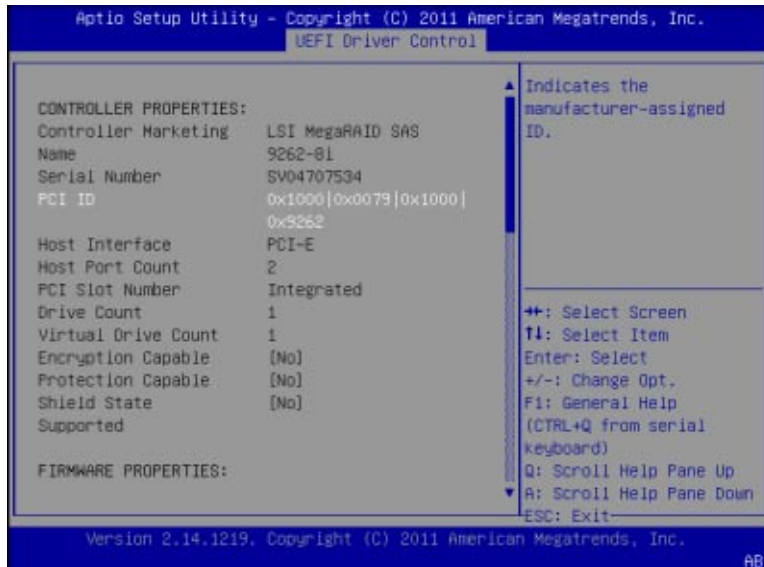 Aptio Setup Utility - Copyright (C) 2011 American Megatrends, Inc.
UEFI Driver Control
CONTROLLER PROPERTIES:
Controller Marketing LSI MegaRAID SAS
Name 9262-8i
Serial Number SV04707534
PCI ID 0x1000|0x0079|0x1000|
0x9262
Host Interface PCI-E
Host Port Count 2
PCI Slot Number Integrated
Drive Count 1
Virtual Drive Count 1
Encryption Capable [No]
Protection Capable [No]
Shield State [No]
Supported
FIRMWARE PROPERTIES:
Indicates the
manufacturer-assigned
ID.
→←: Select Screen
↑↓: Select Item
Enter: Select
+/-: Change Opt.
F1: General Help
(CTRL+Q from serial
keyboard)
Q: Scroll Help Pane Up
A: Scroll Help Pane Down
ESC: Exit
Version 2.14.1219. Copyright (C) 2011 American Megatrends, Inc.
AB